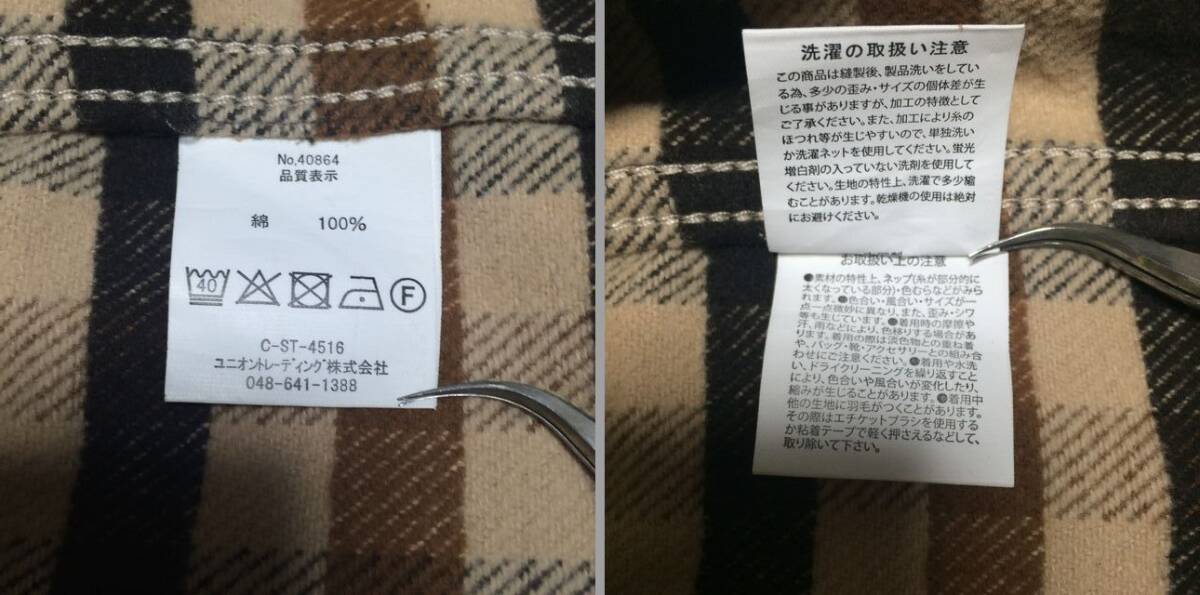 No.40864
品質表示
綿 100%
40
F
C-ST-4516
ユニオントレーディング株式会社
048-641-1388
洗濯の取扱い注意
この商品は縫製後、製品洗いをしてい
る為、多少の歪み・サイズの個体差が生
じる事がありますが、加工の特徴として
ご了承ください。また、加工により糸の
ほつれ等が生じやすいので、単独洗い
か洗濯ネットを使用してください。蛍光
増白剤の入っていない洗剤を使用して
ください。生地の特性上、洗濯で多少縮
むことがあります。乾燥機の使用は絶対
にお避けください。
お取扱い上の注意
●素材の特性上、ネップ(糸が部分的に
太くなっている部分)・色むらなどがみら
れます。●色合い・風合い・サイズが一
点一点微妙に異なり、また、歪み・シワ
等も生じています。●着用時の摩擦や
汗、雨などにより、色移りする場合があ
ります。着用の際は淡色物との重ね着
や、バッグ・靴・アクセサリーとの組み合
わせにご注意ください。●着用や水洗
い、ドライクリーニングを繰り返すこと
により、色合いや風合いが変化したり、
縮みが生じることがあります。●着用中
他の生地に羽毛がつくことがあります。
その際はエチケットブラシを使用する
か粘着テープで軽く押さえるなどして、
取り除いて下さい。